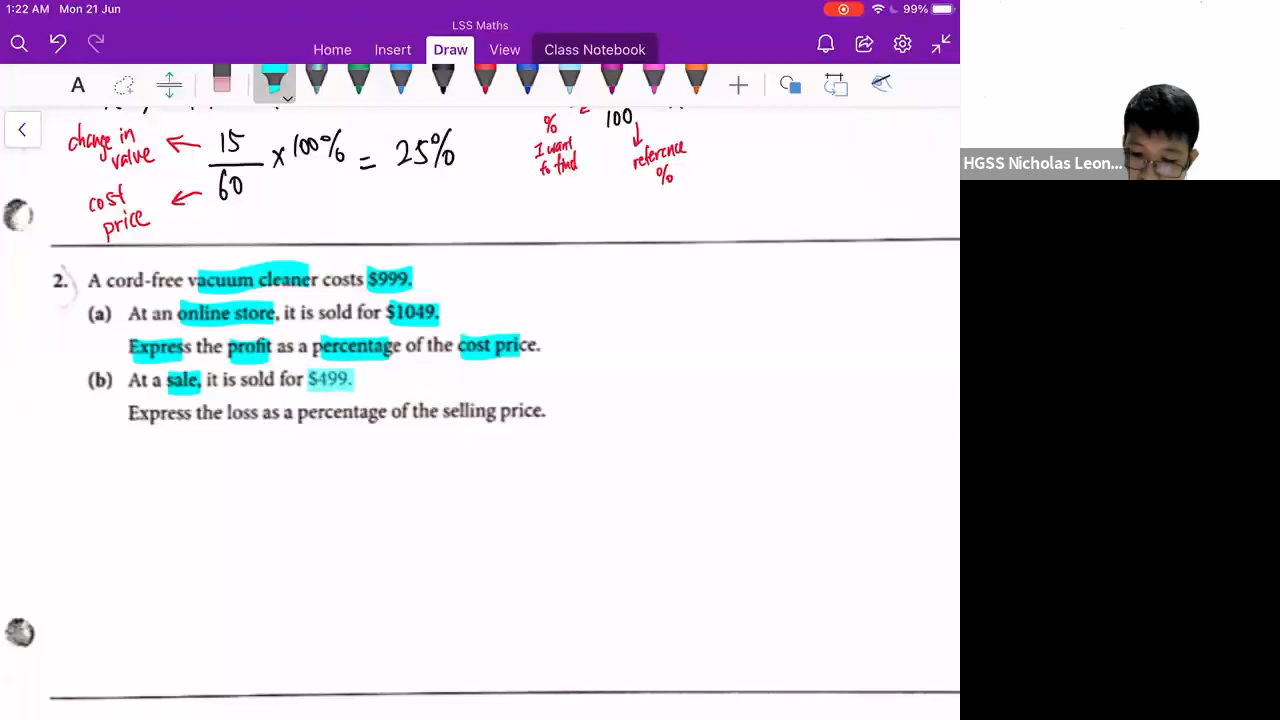 1:22 AM Mon 21 Jun
99%
LSS Maths
Home Insert Draw View Class Notebook
A
change in
value
15
60
x 100% = 25%
cost
price
%
I want
to find
100
reference
%
HGSS Nicholas Leon...
2. A cord-free vacuum cleaner costs $999.
(a) At an online store, it is sold for $1049.
Express the profit as a percentage of the cost price.
(b) At a sale, it is sold for $499.
Express the loss as a percentage of the selling price.